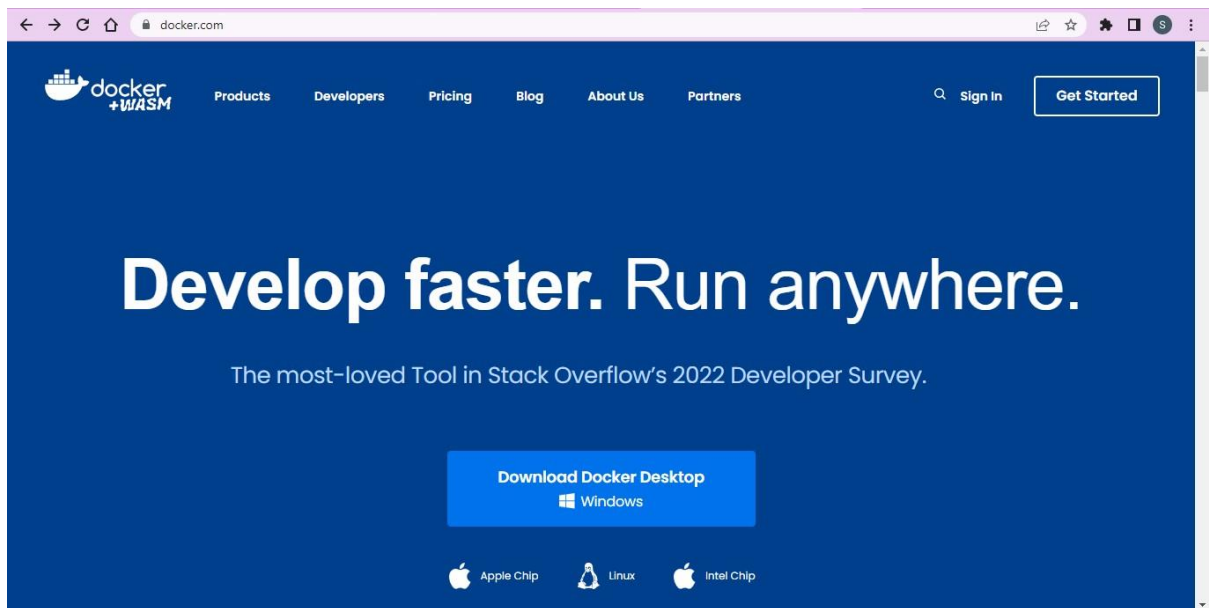 docker.com
S
docker
+WASM
Products Developers Pricing Blog About Us Partners Sign In Get Started
Develop faster. Run anywhere.
The most-loved Tool in Stack Overflow's 2022 Developer Survey.
Download Docker Desktop
Windows
Apple Chip Linux Intel Chip